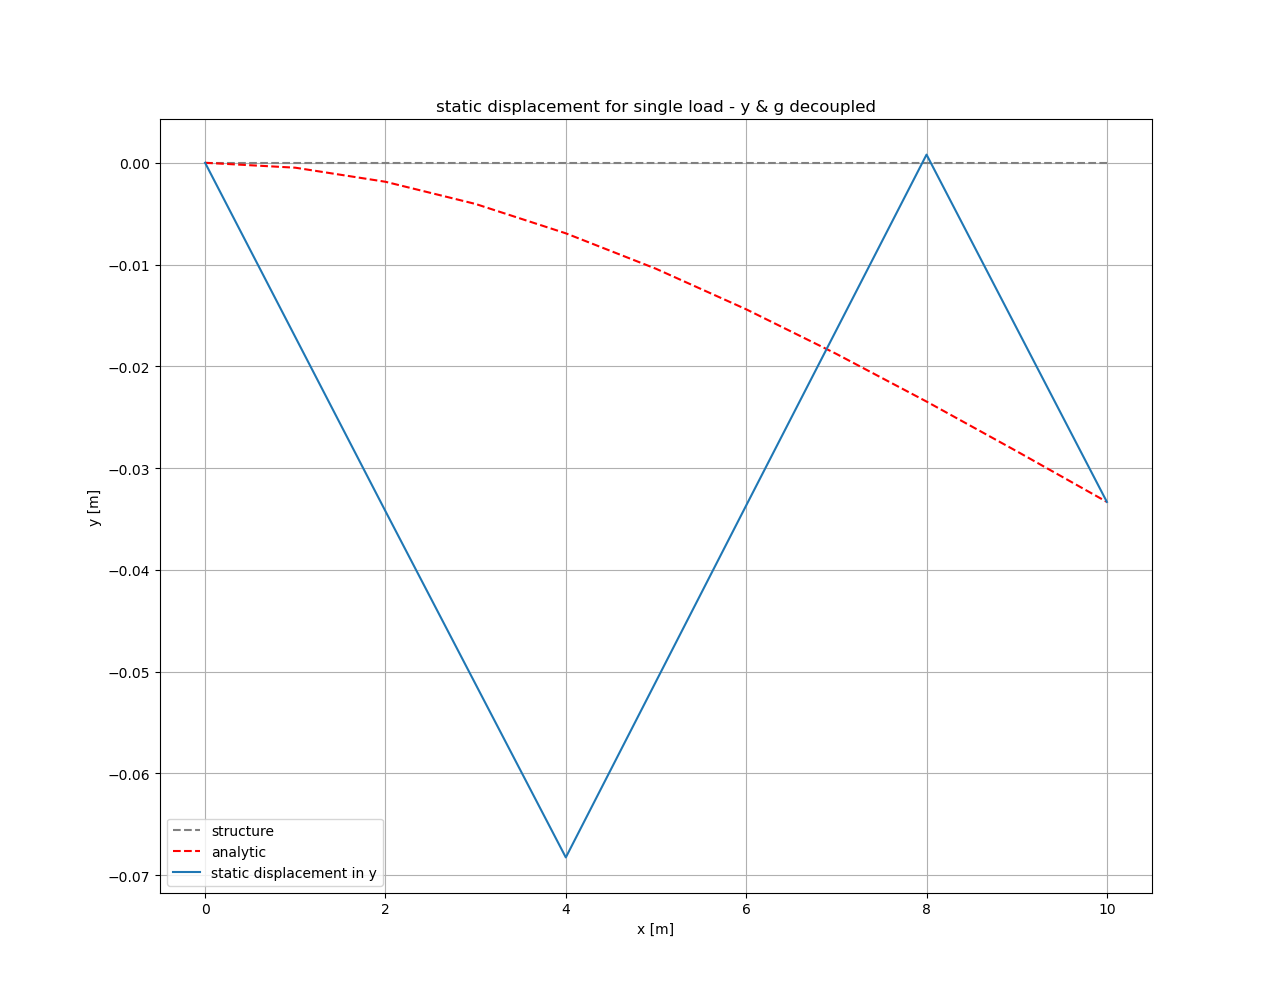 static displacement for single load - y & g decoupled
0.00
−0.01
−0.02
−0.03
−0.04
−0.05
−0.06
−0.07
y [m]
structure
analytic
static displacement in y
0 2 4 6 8 10
x [m]